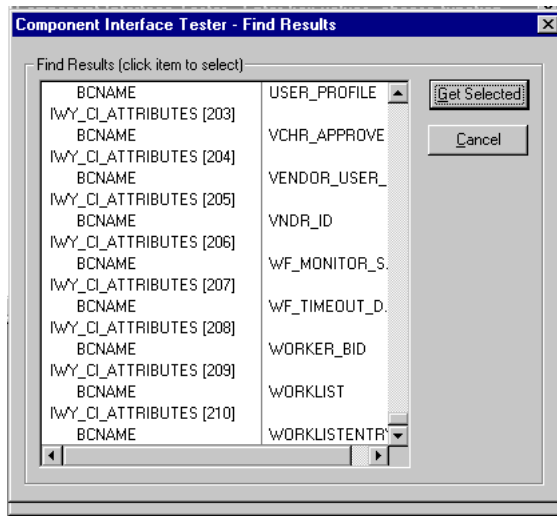 Component Interface Tester - Find Results
Find Results (click item to select)
BCNAME USER_PROFILE
IWY_CI_ATTRIBUTES [203]
BCNAME VCHR_APPROVE
IWY_CI_ATTRIBUTES [204]
BCNAME VENDOR_USER_
IWY_CI_ATTRIBUTES [205]
BCNAME VNDR_ID
IWY_CI_ATTRIBUTES [206]
BCNAME WF_MONITOR_S.
IWY_CI_ATTRIBUTES [207]
BCNAME WF_TIMEOUT_D.
IWY_CI_ATTRIBUTES [208]
BCNAME WORKER_BID
IWY_CI_ATTRIBUTES [209]
BCNAME WORKLIST
IWY_CI_ATTRIBUTES [210]
BCNAME WORKLISTENTRY
Get Selected
Cancel